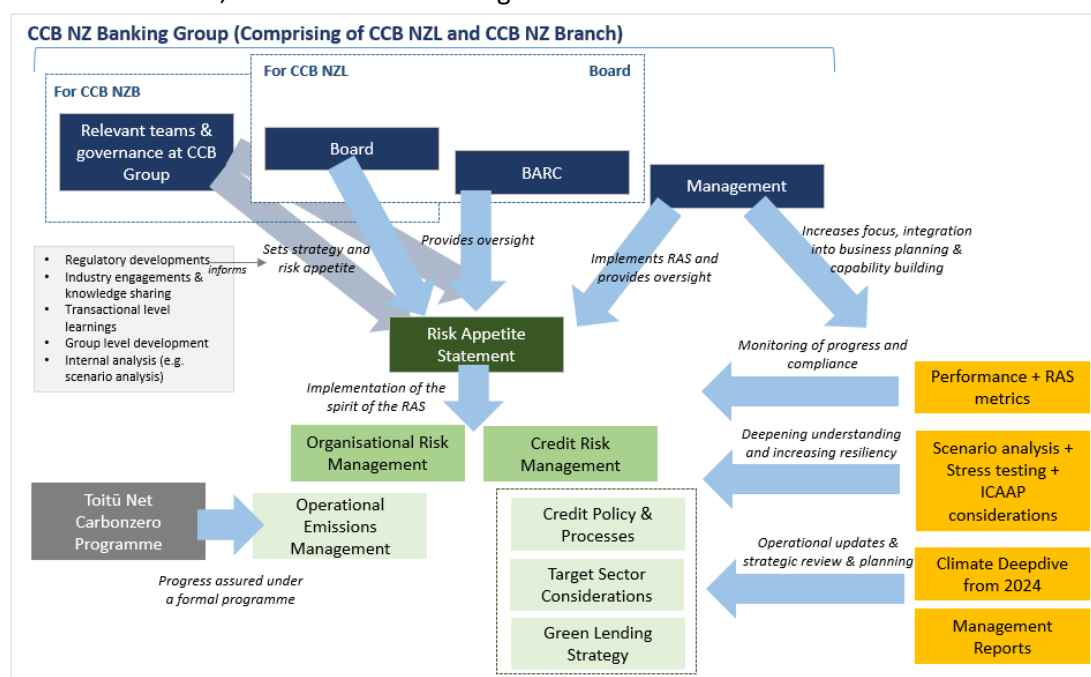 CCB NZ Banking Group (Comprising of CCB NZL and CCB NZ Branch)
For CCB NZL
Board
For CCB NZB
Relevant teams &
governance at CCB
Group
Board
BARC
Management
Regulatory developments
Industry engagements &
knowledge sharing
Transactional level
learnings
Group level development
Internal analysis (e.g.
scenario analysis)
informs
Sets strategy and
risk appetite
Provides oversight
Implements RAS and
provides oversight
Increases focus, integration
into business planning &
capability building
Risk Appetite
Statement
Implementation of the
spirit of the RAS
Monitoring of progress and
compliance
Performance + RAS
metrics
Organisational Risk
Management
Credit Risk
Management
Deepening understanding
and increasing resiliency
Scenario analysis +
Stress testing +
ICAAP
considerations
Toitū Net
Carbonzero
Programme
Operational
Emissions
Management
Progress assured under
a formal programme
Credit Policy &
Processes
Target Sector
Considerations
Green Lending
Strategy
Operational updates &
strategic review & planning
Climate Deepdive
from 2024
Management
Reports